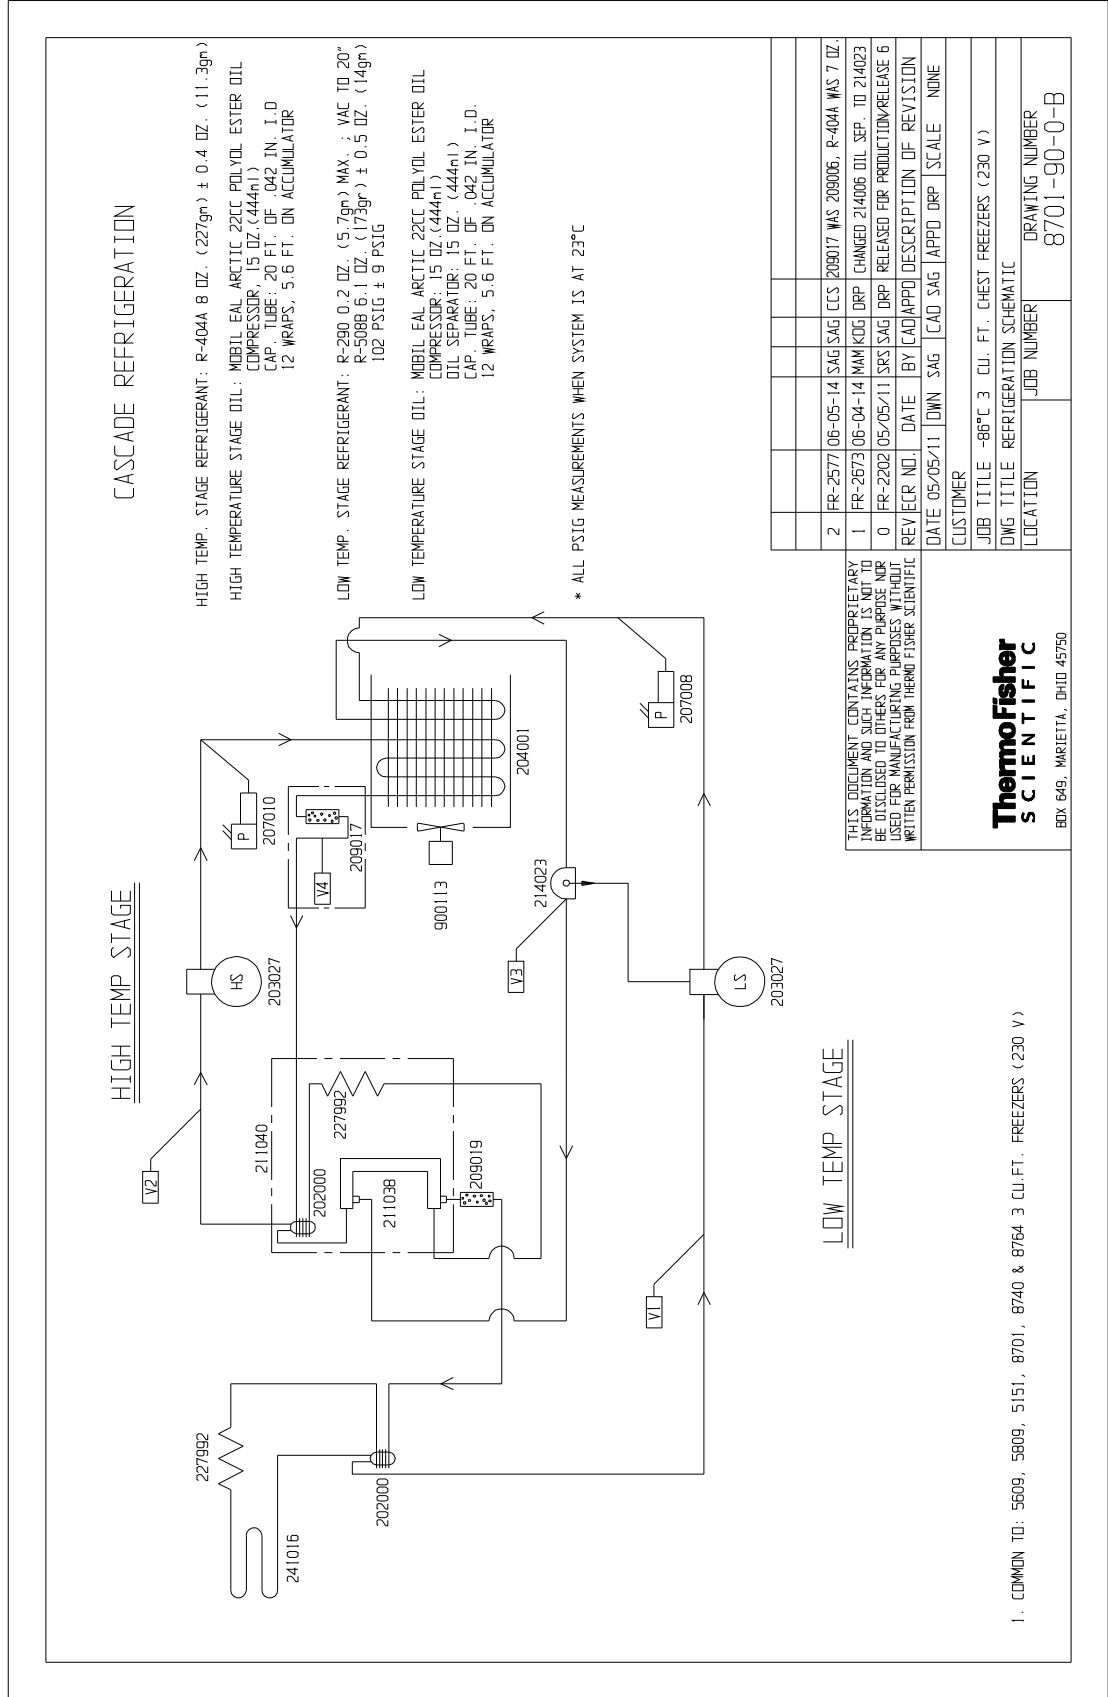 CASCADE REFRIGERATION
HIGH TEMP. STAGE REFRIGERANT: R-404A 8 OZ. (227gm) ± 0.4 OZ. (11.3gm)
HIGH TEMPERATURE STAGE OIL: MOBIL EAL ARCTIC 22CC POLYOL ESTER OIL
COMPRESSOR, 15 OZ.(444ml)
CAP. TUBE: 20 FT. OF .042 IN. I.D
12 WRAPS, 5.6 FT. ON ACCUMULATOR
LOW TEMP. STAGE REFRIGERANT: R-290 0.2 OZ. (5.7gm) MAX. ; VAC TO 20"
R-508B 6.1 OZ. (173gr) ± 0.5 OZ. (14gm)
102 PSIG ± 9 PSIG
LOW TEMPERATURE STAGE OIL: MOBIL EAL ARCTIC 22CC POLYOL ESTER OIL
COMPRESSOR: 15 OZ.(444ml)
OIL SEPARATOR: 15 OZ. (444ml)
CAP. TUBE: 20 FT. OF .042 IN. I.D.
12 WRAPS, 5.6 FT. ON ACCUMULATOR
* ALL PSIG MEASUREMENTS WHEN SYSTEM IS AT 23°C
HIGH TEMP STAGE
V2
HS
203027
P
207010
209017
V4
900113
204001
211040
202000
227992
211038
209019
214023
V3
227992
241016
202000
V1
LS
203027
P
207008
LOW TEMP STAGE
1. COMMON TO: 5609, 5809, 5151, 8701, 8740 & 8764 3 CU.FT. FREEZERS (230 V)
2 FR-2577 06-05-14 SAG SAG CCS 209017 WAS 209006, R-404A WAS 7 OZ.
1 FR-2673 06-04-14 MAM KDG DRP CHANGED 214006 OIL SEP. TO 214023
0 FR-2202 05/05/11 SRS SAG DRP RELEASED FOR PRODUCTION/RELEASE 6
REV ECR NO. DATE BY CAD APPD DESCRIPTION OF REVISION
THIS DOCUMENT CONTAINS PROPRIETARY
INFORMATION AND SUCH INFORMATION IS NOT TO
BE DISCLOSED TO OTHERS FOR ANY PURPOSE NOR
USED FOR MANUFACTURING PURPOSES WITHOUT
WRITTEN PERMISSION FROM THERMO FISHER SCIENTIFIC
DATE 05/05/11 DWN SAG CAD SAG APPD DRP SCALE NONE
CUSTOMER
JOB TITLE -86°C 3 CU. FT. CHEST FREEZERS (230 V)
DWG TITLE REFRIGERATION SCHEMATIC
LOCATION JOB NUMBER DRAWING NUMBER
8701-90-0-B
ThermoFisher
SCIENTIFIC
BOX 649, MARIETTA, OHIO 45750